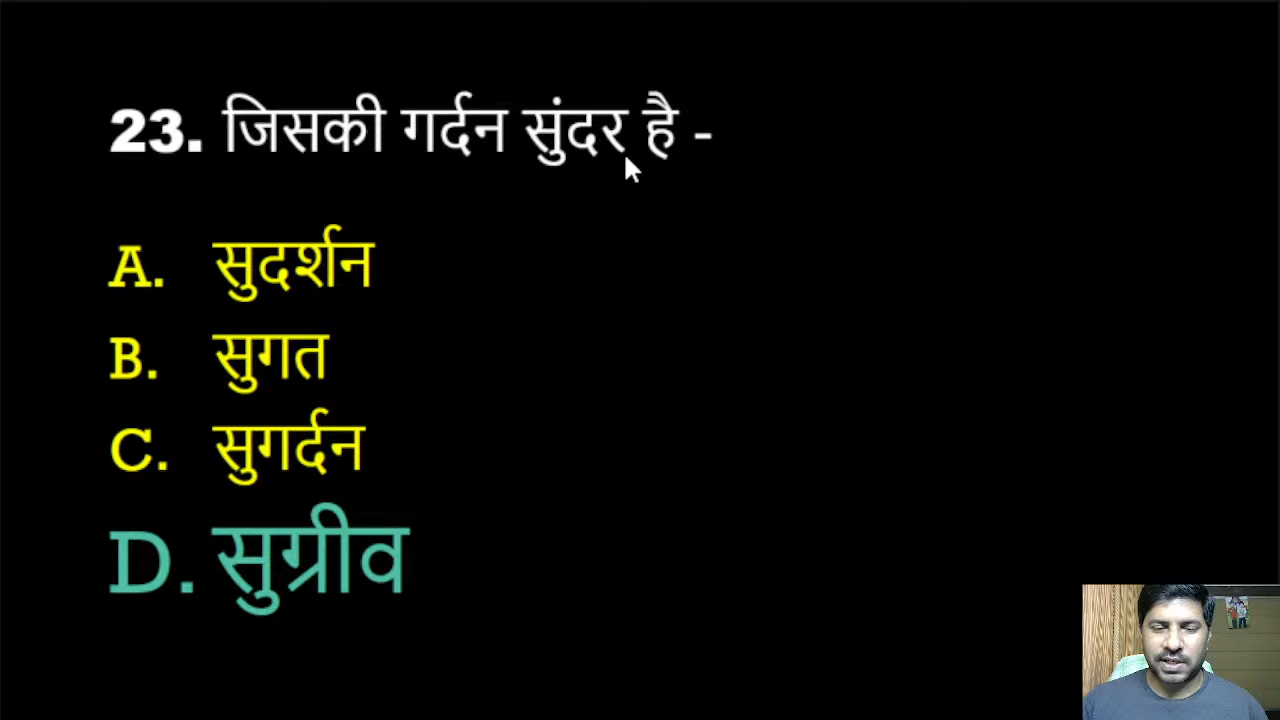 23. जिसकी गर्दन सुंदर है -
A. सुदर्शन
B. सुगत
C. सुगर्दन
D. सुग्रीव